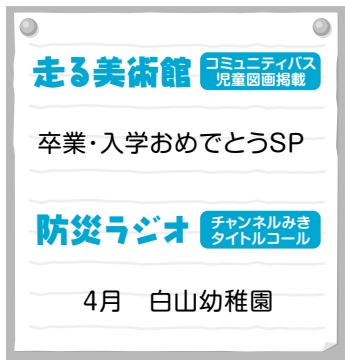 走る美術館 コミュニティバス
児童図画掲載
卒業・入学おめでとうSP
防災ラジオ チャンネルみき
タイトルコール
4月 白山幼稚園